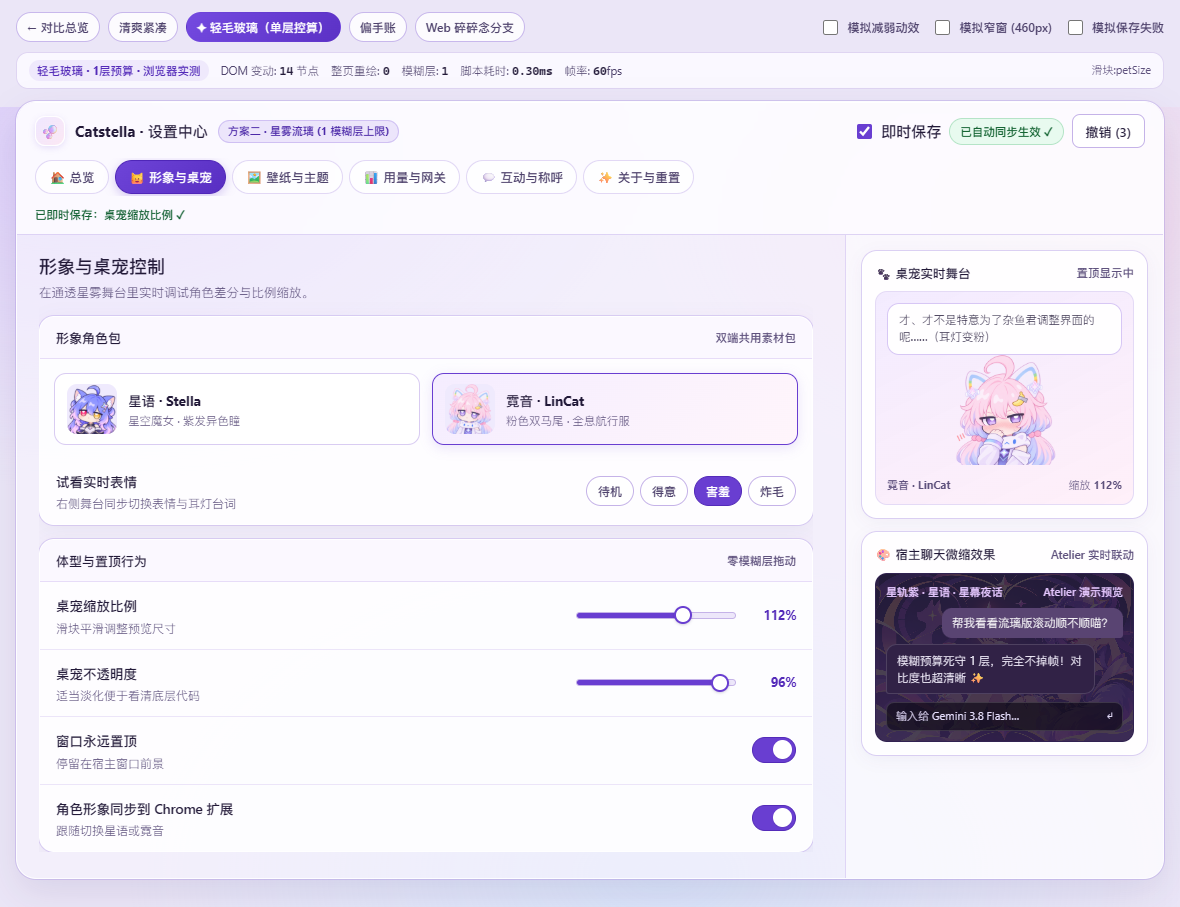 ← 对比总览
清爽紧凑
✦ 轻毛玻璃（单层控算）
偏手账
Web 碎碎念分支
模拟减弱动效
模拟窄窗 (460px)
模拟保存失败
轻毛玻璃 · 1层预算 · 浏览器实测
DOM 变动: 14 节点
整页重绘: 0
模糊层: 1
脚本耗时: 0.30ms
帧率: 60fps
滑块:petSize
Catstella · 设置中心
方案二 · 星雾流璃 (1 模糊层上限)
即时保存
已自动同步生效 ✓
撤销 (3)
🏠 总览
🐱 形象与桌宠
🖼️ 壁纸与主题
📊 用量与网关
💬 互动与称呼
✨ 关于与重置
已即时保存：桌宠缩放比例 ✓
形象与桌宠控制
在通透星雾舞台里实时调试角色差分与比例缩放。
形象角色包
双端共用素材包
星语 · Stella
星空魔女 · 紫发异色瞳
霓音 · LinCat
粉色双马尾 · 全息航行服
试看实时表情
右侧舞台同步切换表情与耳灯台词
待机
得意
害羞
炸毛
体型与置顶行为
零模糊层拖动
桌宠缩放比例
滑块平滑调整预览尺寸
112%
桌宠不透明度
适当淡化便于看清底层代码
96%
窗口永远置顶
停留在宿主窗口前景
角色形象同步到 Chrome 扩展
跟随切换星语或霓音
🐾 桌宠实时舞台
置顶显示中
才、才不是特意为了杂鱼君调整界面的
呢……（耳灯变粉）
霓音 · LinCat
缩放 112%
🎨 宿主聊天微缩效果
Atelier 实时联动
星轨紫 · 星语 · 星幕夜话
Atelier 演示预览
帮我看看流璃版滚动顺不顺喵？
模糊预算死守 1 层，完全不掉帧！对
比度也超清晰 ✨
输入给 Gemini 3.8 Flash...
↵